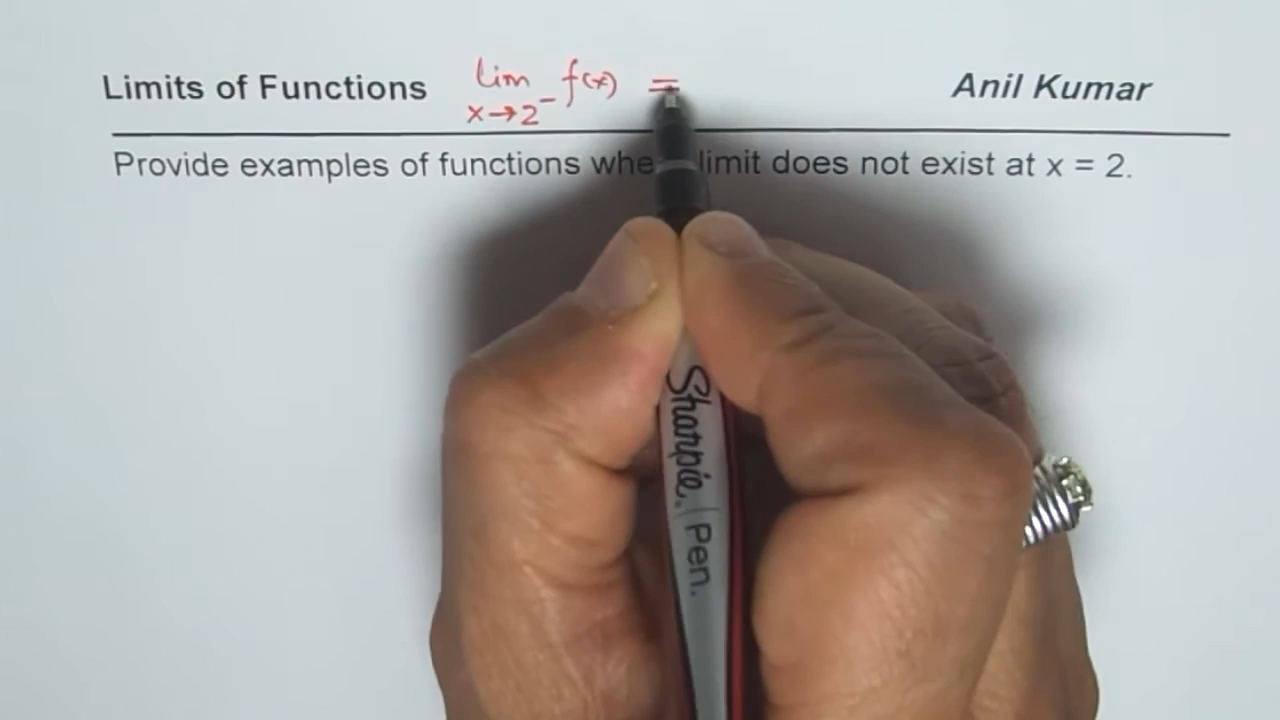 Limits of Functions lim f(x) = Anil Kumar
x→2⁻
Provide examples of functions whe limit does not exist at x = 2.
Sharpie. | Pen.